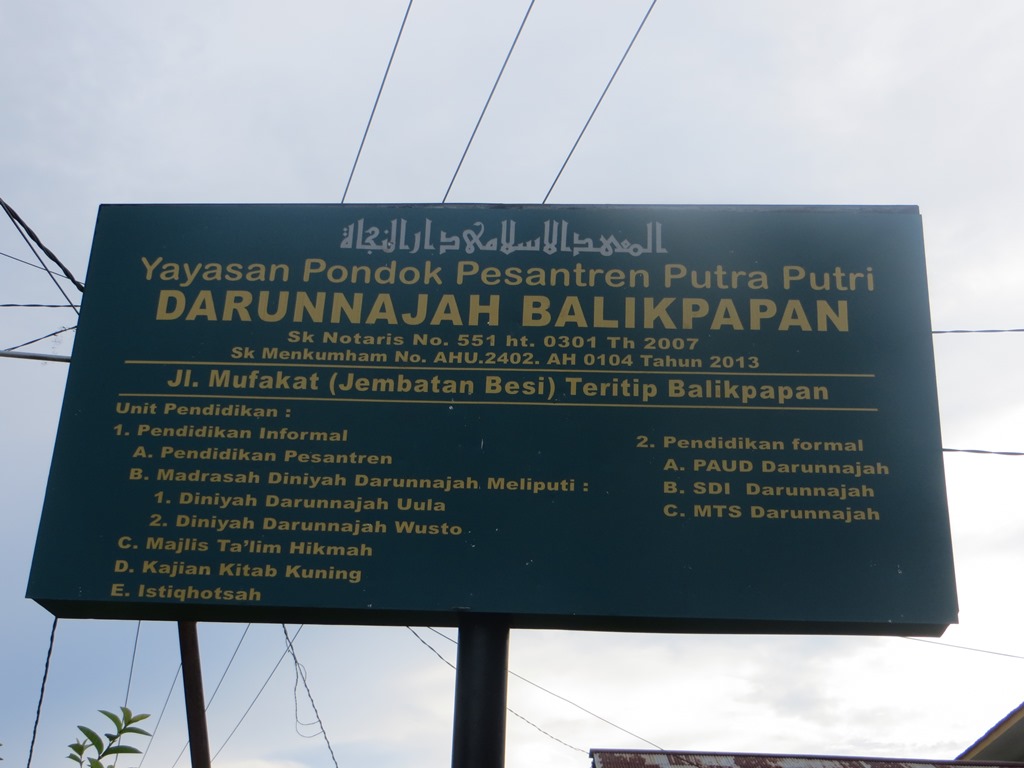 المعهد الاسلامي دار النجاة
Yayasan Pondok Pesantren Putra Putri
DARUNNAJAH BALIKPAPAN
Sk Notaris No. 551 ht. 0301 Th 2007
Sk Menkumham No. AHU.2402. AH 0104 Tahun 2013
Jl. Mufakat (Jembatan Besi) Teritip Balikpapan
Unit Pendidikan :
1. Pendidikan Informal
A. Pendidikan Pesantren
B. Madrasah Diniyah Darunnajah Meliputi :
1. Diniyah Darunnajah Uula
2. Diniyah Darunnajah Wusto
C. Majlis Ta'lim Hikmah
D. Kajian Kitab Kuning
E. Istiqhotsah
2. Pendidikan formal
A. PAUD Darunnajah
B. SDI Darunnajah
C. MTS Darunnajah